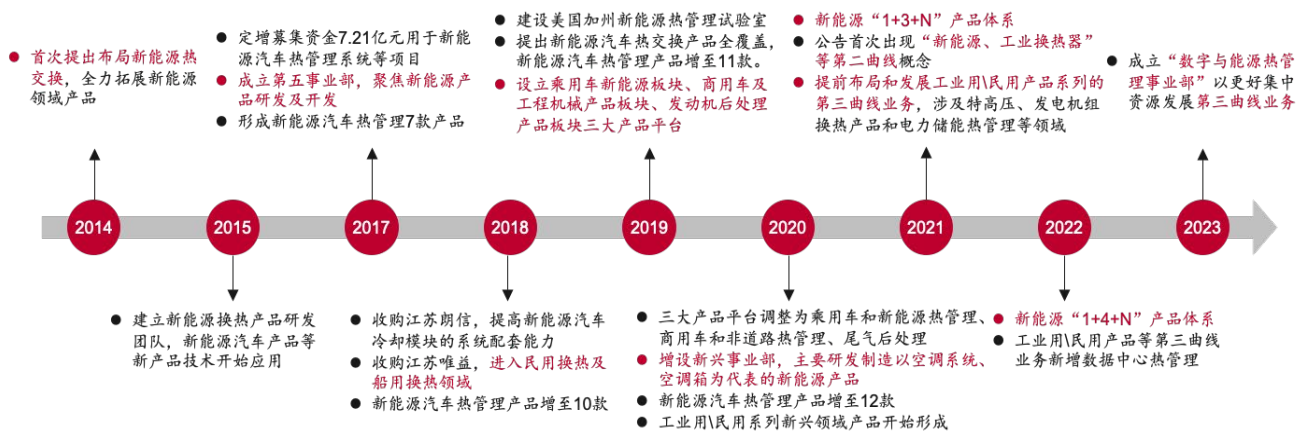 首次提出布局新能源热
交换，全力拓展新能源
领域产品
定增募集资金7.21亿元用于新能
源汽车热管理系统等项目
成立第五事业部，聚焦新能源产
品研发及开发
形成新能源汽车热管理7款产品
建设美国加州新能源热管理试验室
提出新能源汽车热交换产品全覆盖，
新能源汽车热管理产品增至11款。
设立乘用车新能源板块、商用车及
工程机械产品板块、发动机后处理
产品板块三大产品平台
新能源“1+3+N”产品体系
公告首次出现“新能源、工业换热器”
等第二曲线概念
提前布局和发展工业用\民用产品系列的
第三曲线业务，涉及特高压、发电机组
换热产品和电力储能热管理等领域
成立“数字与能源热管
理事业部”以更好集中
资源发展第三曲线业务
2014
2015
2017
2018
2019
2020
2021
2022
2023
建立新能源换热产品研发
团队，新能源汽车产品等
新产品技术开始应用
收购江苏朗信，提高新能源汽车
冷却模块的系统配套能力
收购江苏唯益，进入民用换热及
船用换热领域
新能源汽车热管理产品增至10款
三大产品平台调整为乘用车和新能源热管理、
商用车和非道路热管理、尾气后处理
增设新兴事业部，主要研发制造以空调系统、
空调箱为代表的新能源产品
新能源汽车热管理产品增至12款
工业用\民用系列新兴领域产品开始形成
新能源“1+4+N”产品体系
工业用\民用产品等第三曲线
业务新增数据中心热管理